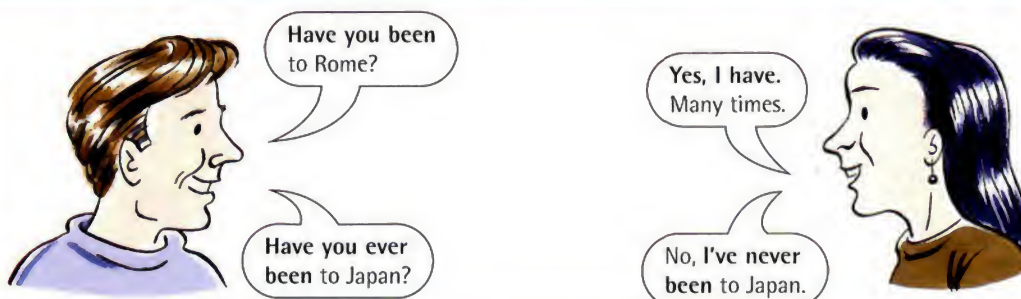 Have you been
to Rome?
Yes, I have.
Many times.
Have you ever
been to Japan?
No, I've never
been to Japan.